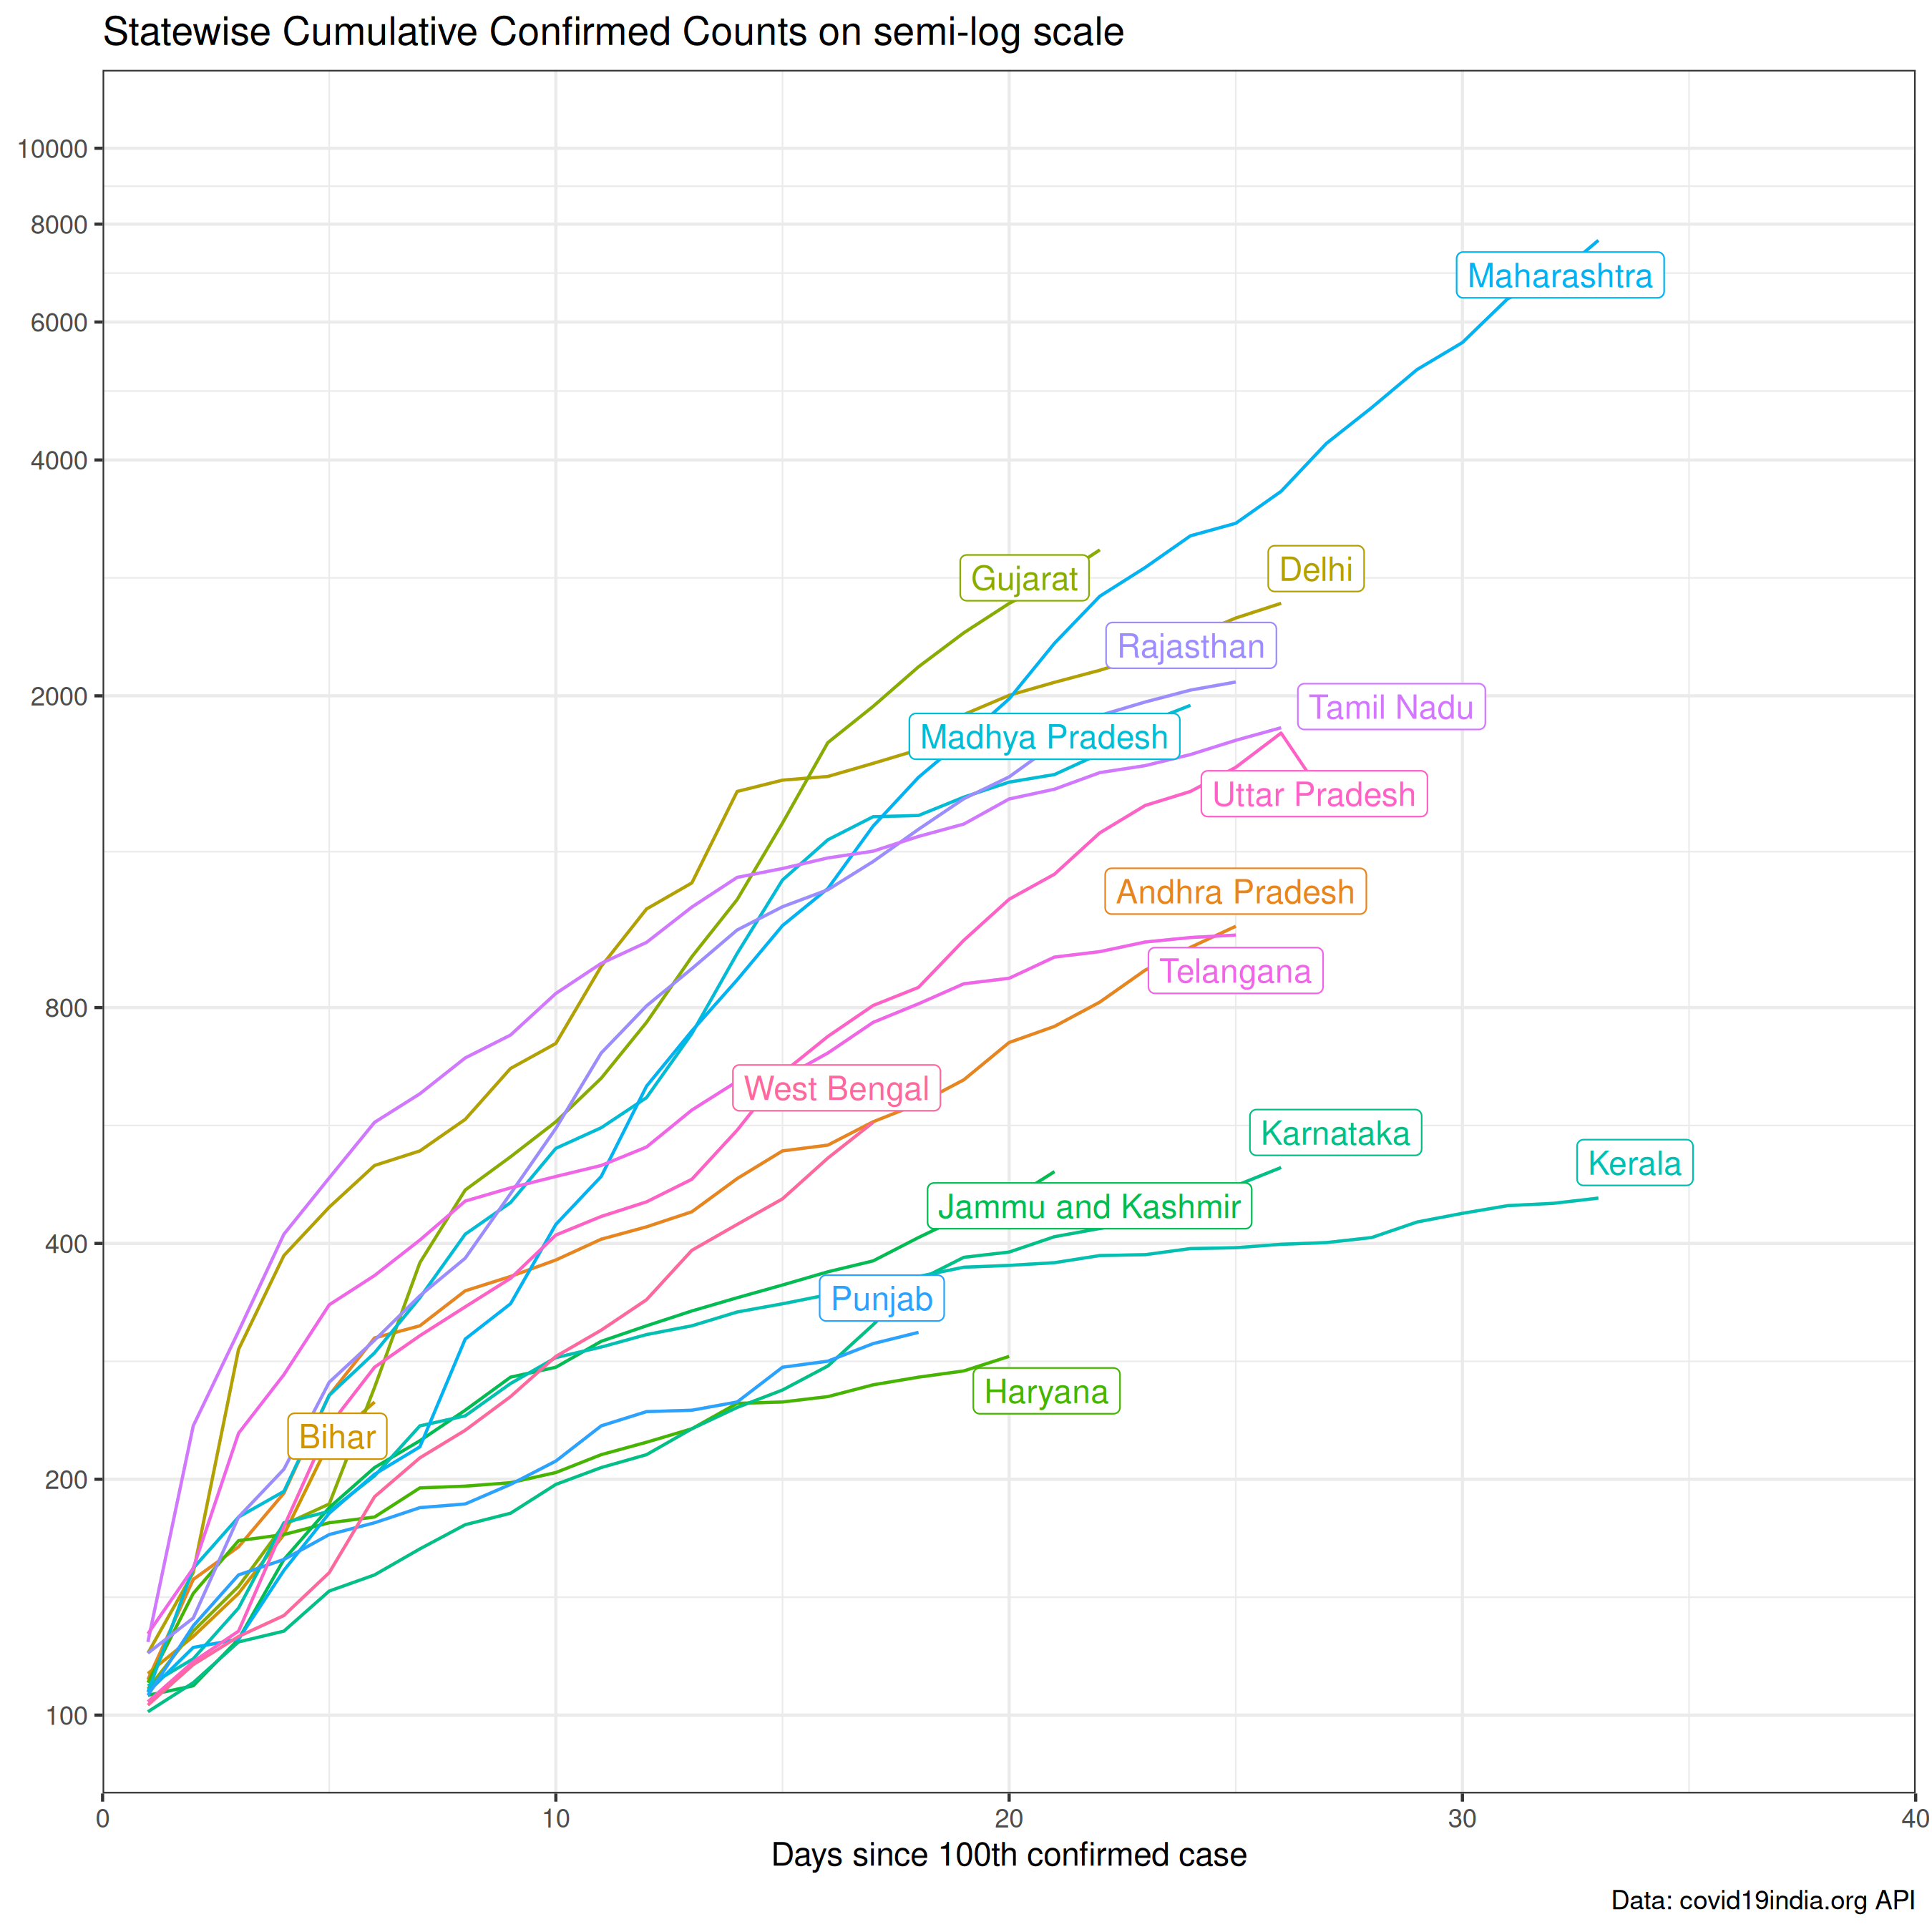 Statewise Cumulative Confirmed Counts on semi-log scale
10000
8000
6000
4000
2000
800
400
200
100
Maharashtra
Gujarat
Delhi
Rajasthan
Tamil Nadu
Madhya Pradesh
Uttar Pradesh
Andhra Pradesh
Telangana
West Bengal
Karnataka
Kerala
Jammu and Kashmir
Punjab
Haryana
Bihar
0 10 20 30 40
Days since 100th confirmed case
Data: covid19india.org API